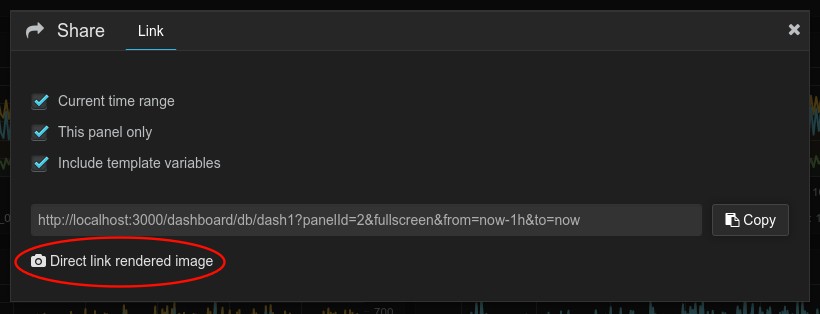 Share Link
Current time range
This panel only
Include template variables
http://localhost:3000/dashboard/db/dash1?panelId=2&fullscreen&from=now-1h&to=now Copy
Direct link rendered image
700